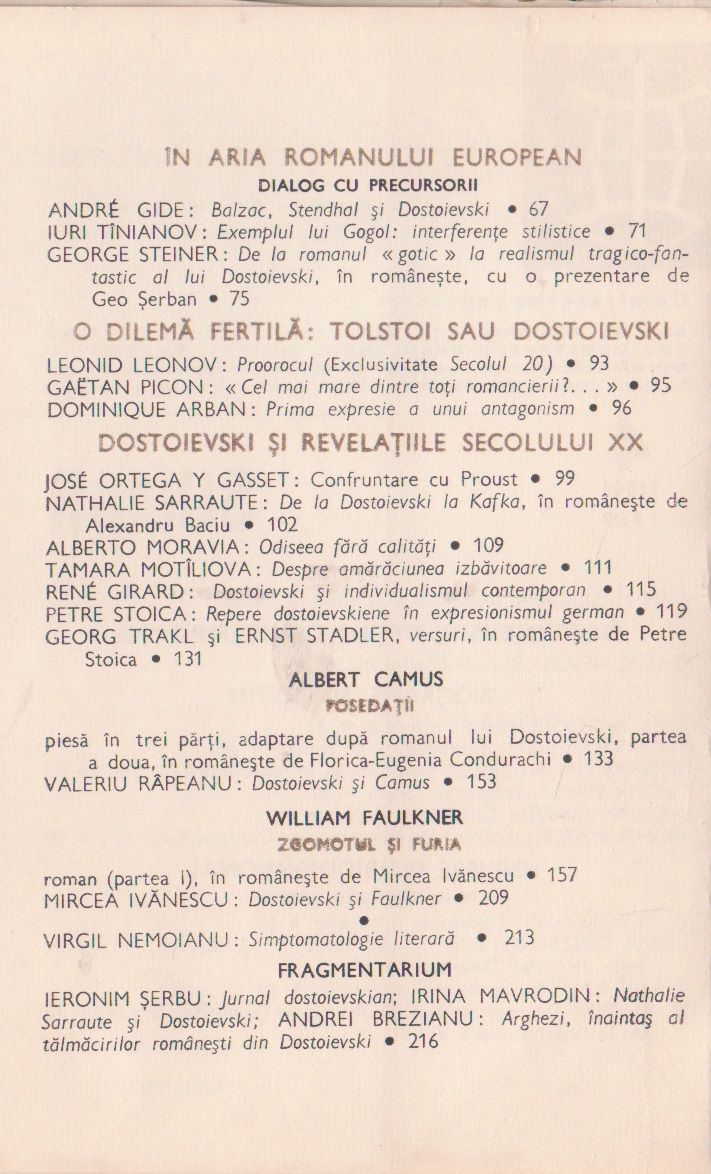 ÎN ARIA ROMANULUI EUROPEAN
DIALOG CU PRECURSORII
ANDRÉ GIDE: Balzac, Stendhal şi Dostoievski • 67
IURI TÎNIANOV: Exemplul lui Gogol: interferenţe stilistice • 71
GEORGE STEINER: De la romanul «gotic» la realismul tragico-fan-
tastic al lui Dostoievski, în româneşte, cu o prezentare de
Geo Şerban • 75
O DILEMĂ FERTILĂ: TOLSTOI SAU DOSTOIEVSKI
LEONID LEONOV: Proorocul (Exclusivitate Secolul 20) • 93
GAËTAN PICON: «Cel mai mare dintre toţi romancierii?...» • 95
DOMINIQUE ARBAN: Prima expresie a unui antagonism • 96
DOSTOIEVSKI ŞI REVELAŢIILE SECOLULUI XX
JOSÉ ORTEGA Y GASSET: Confruntare cu Proust • 99
NATHALIE SARRAUTE: De la Dostoievski la Kafka, în româneşte de
Alexandru Baciu • 102
ALBERTO MORAVIA: Odiseea fără calităţi • 109
TAMARA MOTÎLIOVA: Despre amărăciunea izbăvitoare • 111
RENÉ GIRARD: Dostoievski şi individualismul contemporan • 115
PETRE STOICA: Repere dostoievskiene în expresionismul german • 119
GEORG TRAKL şi ERNST STADLER, versuri, în româneşte de Petre
Stoica • 131
ALBERT CAMUS
POSEDAŢII
piesă în trei părţi, adaptare după romanul lui Dostoievski, partea
a doua, în româneşte de Florica-Eugenia Condurachi • 133
VALERIU RÂPEANU: Dostoievski şi Camus • 153
WILLIAM FAULKNER
ZGOMOTUL ŞI FURIA
roman (partea I), în româneşte de Mircea Ivănescu • 157
MIRCEA IVĂNESCU: Dostoievski şi Faulkner • 209
•
VIRGIL NEMOIANU: Simptomatologie literară • 213
FRAGMENTARIUM
IERONIM ŞERBU: Jurnal dostoievskian; IRINA MAVRODIN: Nathalie
Sarraute şi Dostoievski; ANDREI BREZIANU: Arghezi, înaintaş al
tălmăcirilor româneşti din Dostoievski • 216